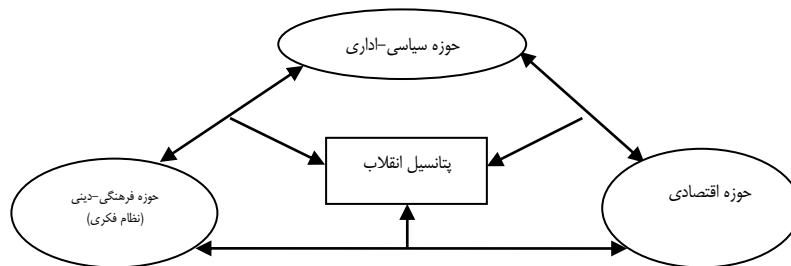 حوزه سیاسی-اداری
پتانسیل انقلاب
حوزه اقتصادی
حوزه فرهنگی-دینی
(نظام فکری)